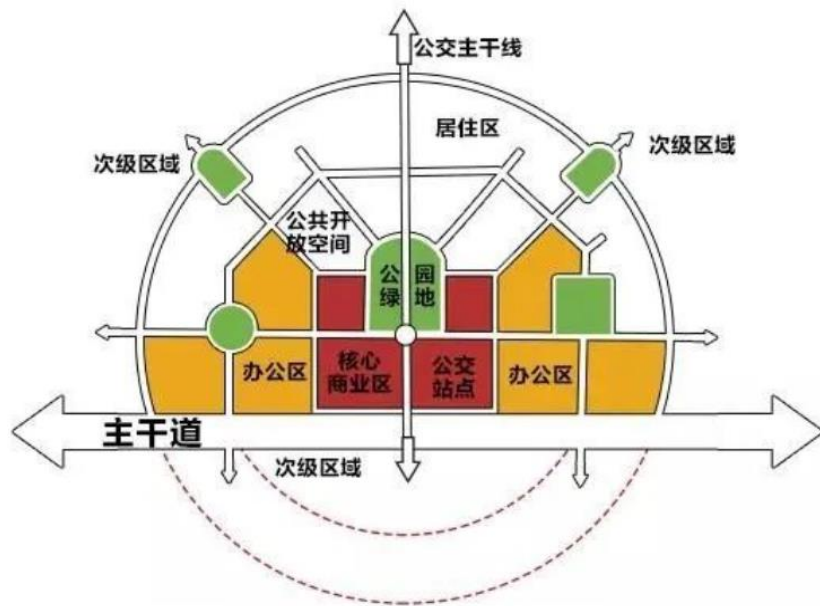 公交主干线
居住区
次级区域
次级区域
公共开
放空间
公园
绿地
办公区
核心
商业区
公交
站点
办公区
主干道
次级区域